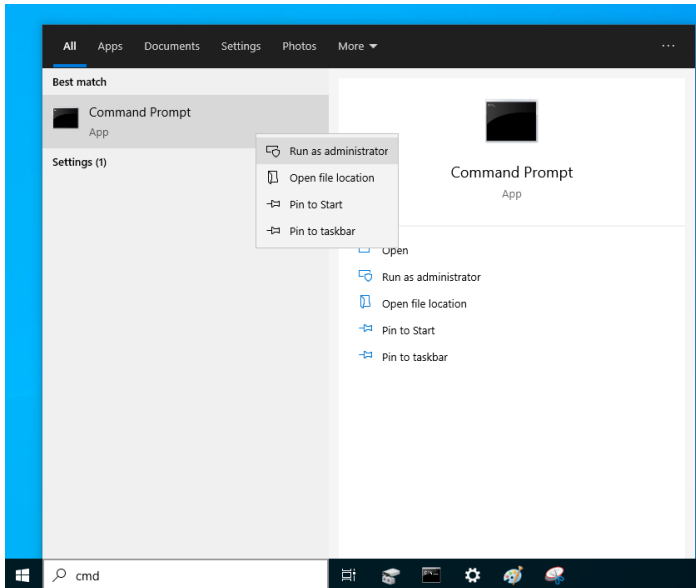 All Apps Documents Settings Photos More ...
Best match
Command Prompt
App
Settings (1)
Run as administrator
Open file location
Pin to Start
Pin to taskbar
Command Prompt
App
Open
Run as administrator
Open file location
Pin to Start
Pin to taskbar
cmd